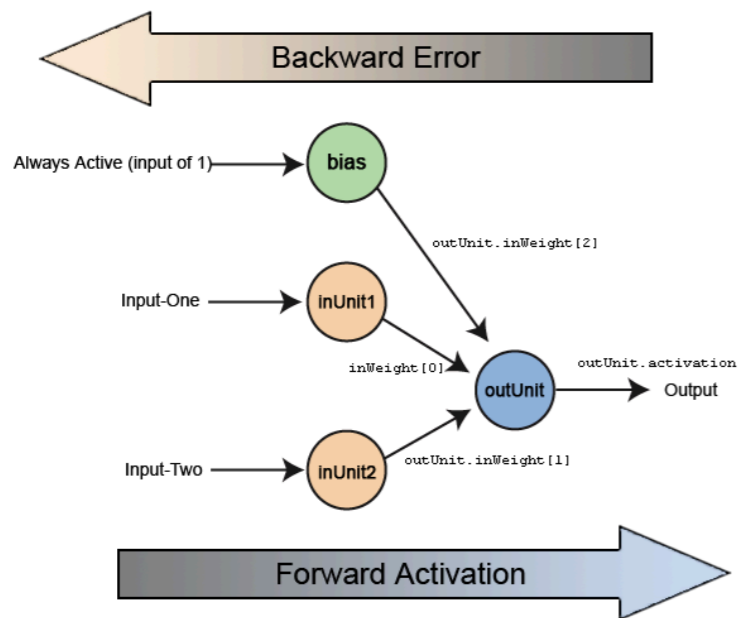 Backward Error
Always Active (input of 1)
bias
outUnit.inWeight[2]
Input-One
inUnit1
inWeight[0]
outUnit.activation
outUnit
Output
Input-Two
inUnit2
outUnit.inWeight[1]
Forward Activation